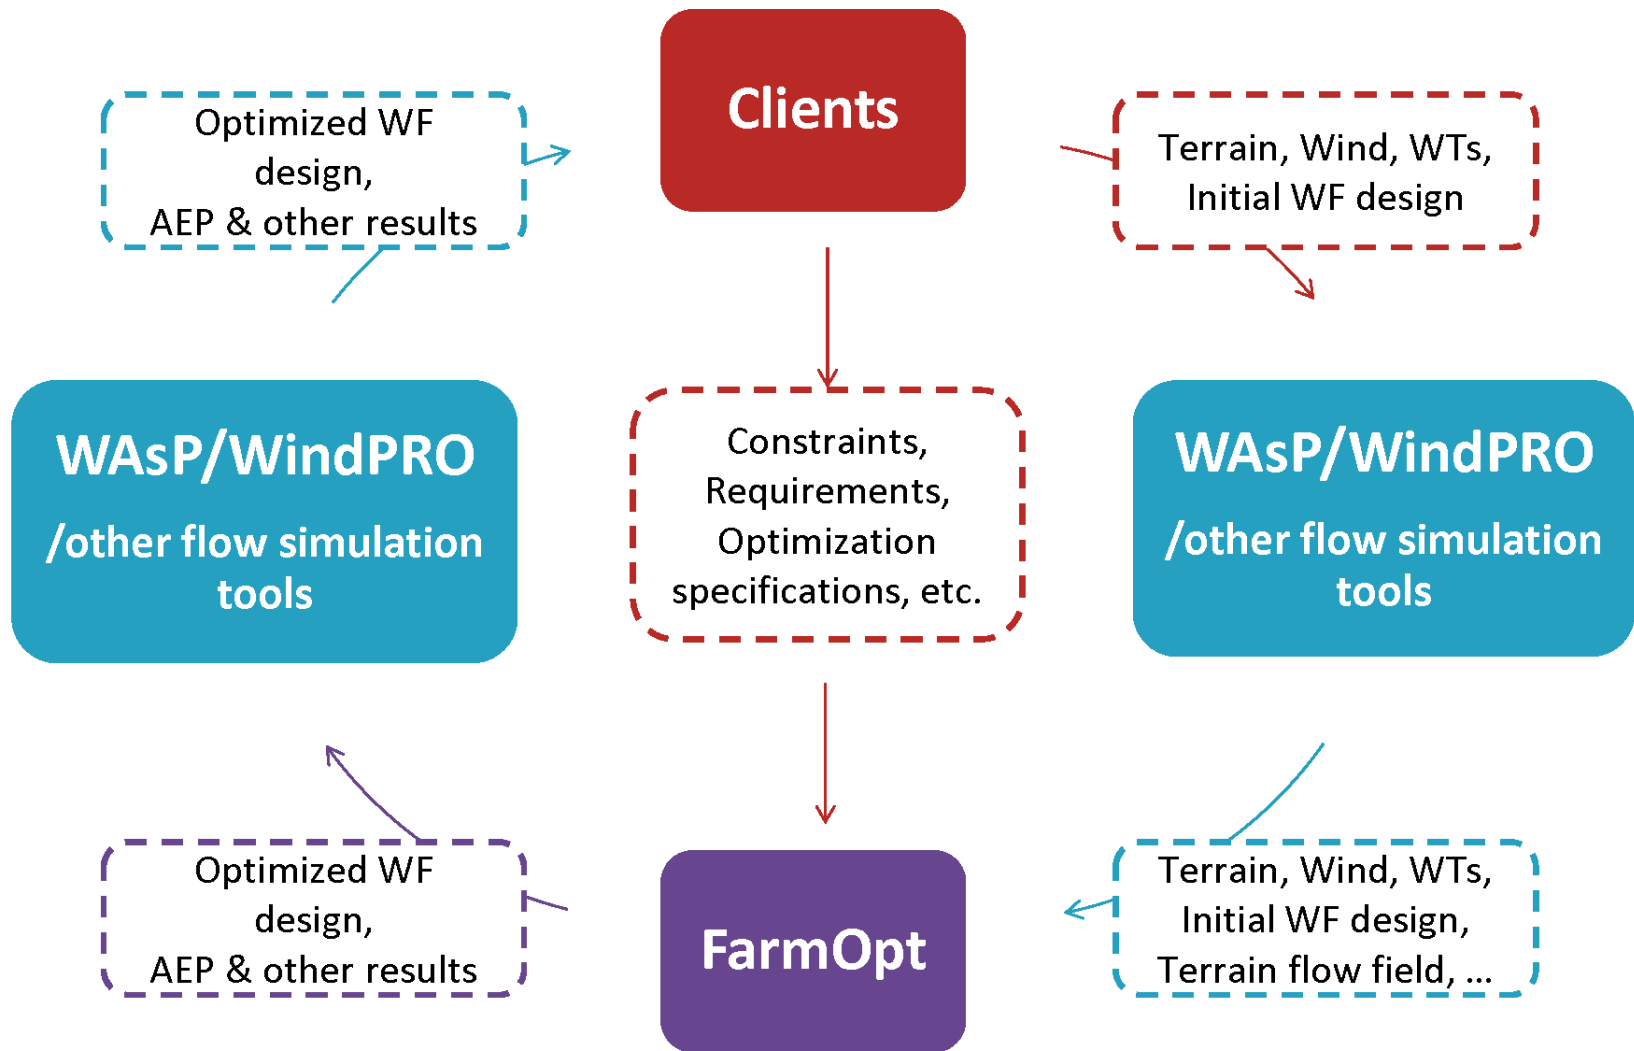 Clients
Optimized WF
design,
AEP & other results
Terrain, Wind, WTs,
Initial WF design
WAsP/WindPRO
/other flow simulation
tools
Constraints,
Requirements,
Optimization
specifications, etc.
WAsP/WindPRO
/other flow simulation
tools
Optimized WF
design,
AEP & other results
FarmOpt
Terrain, Wind, WTs,
Initial WF design,
Terrain flow field, ...